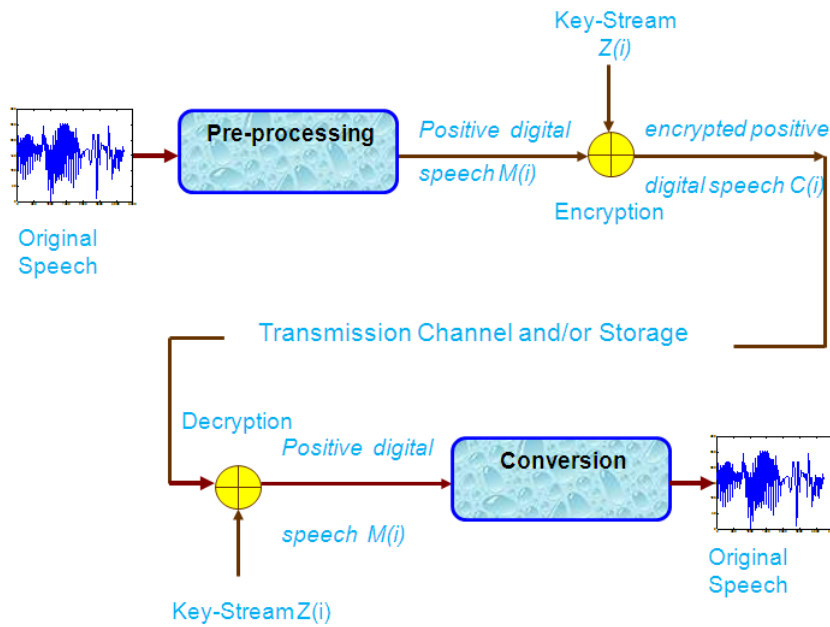 Key-Stream
Z(i)
Pre-processing
Positive digital
speech M(i)
encrypted positive
digital speech C(i)
Encryption
Original
Speech
Transmission Channel and/or Storage
Decryption
Positive digital
speech M(i)
Conversion
Original
Speech
Key-StreamZ(i)